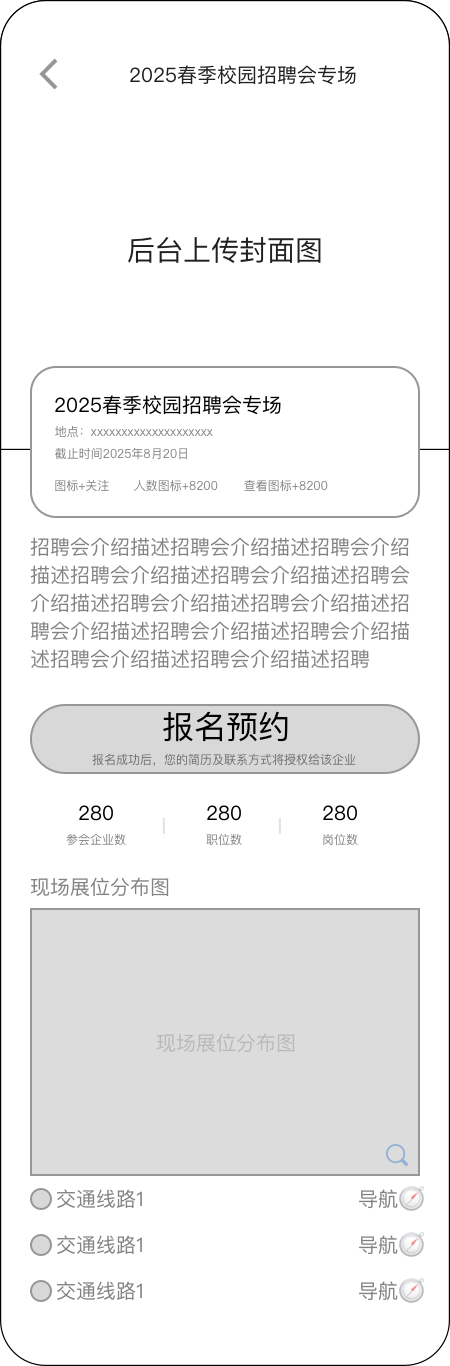 2025春季校园招聘会专场
后台上传封面图
2025春季校园招聘会专场
地点：xxxxxxxxxxxxxxxxxxxx
截止时间2025年8月20日
图标+关注 人数图标+8200 查看图标+8200
招聘会介绍描述招聘会介绍描述招聘会介绍
描述招聘会介绍描述招聘会介绍描述招聘会
介绍描述招聘会介绍描述招聘会介绍描述招
聘会介绍描述招聘会介绍描述招聘会介绍描
述招聘会介绍描述招聘会介绍描述招聘
报名预约
报名成功后，您的简历及联系方式将授权给该企业
280 280 280
参会企业数 职位数 岗位数
现场展位分布图
现场展位分布图
交通线路1 导航
交通线路1 导航
交通线路1 导航